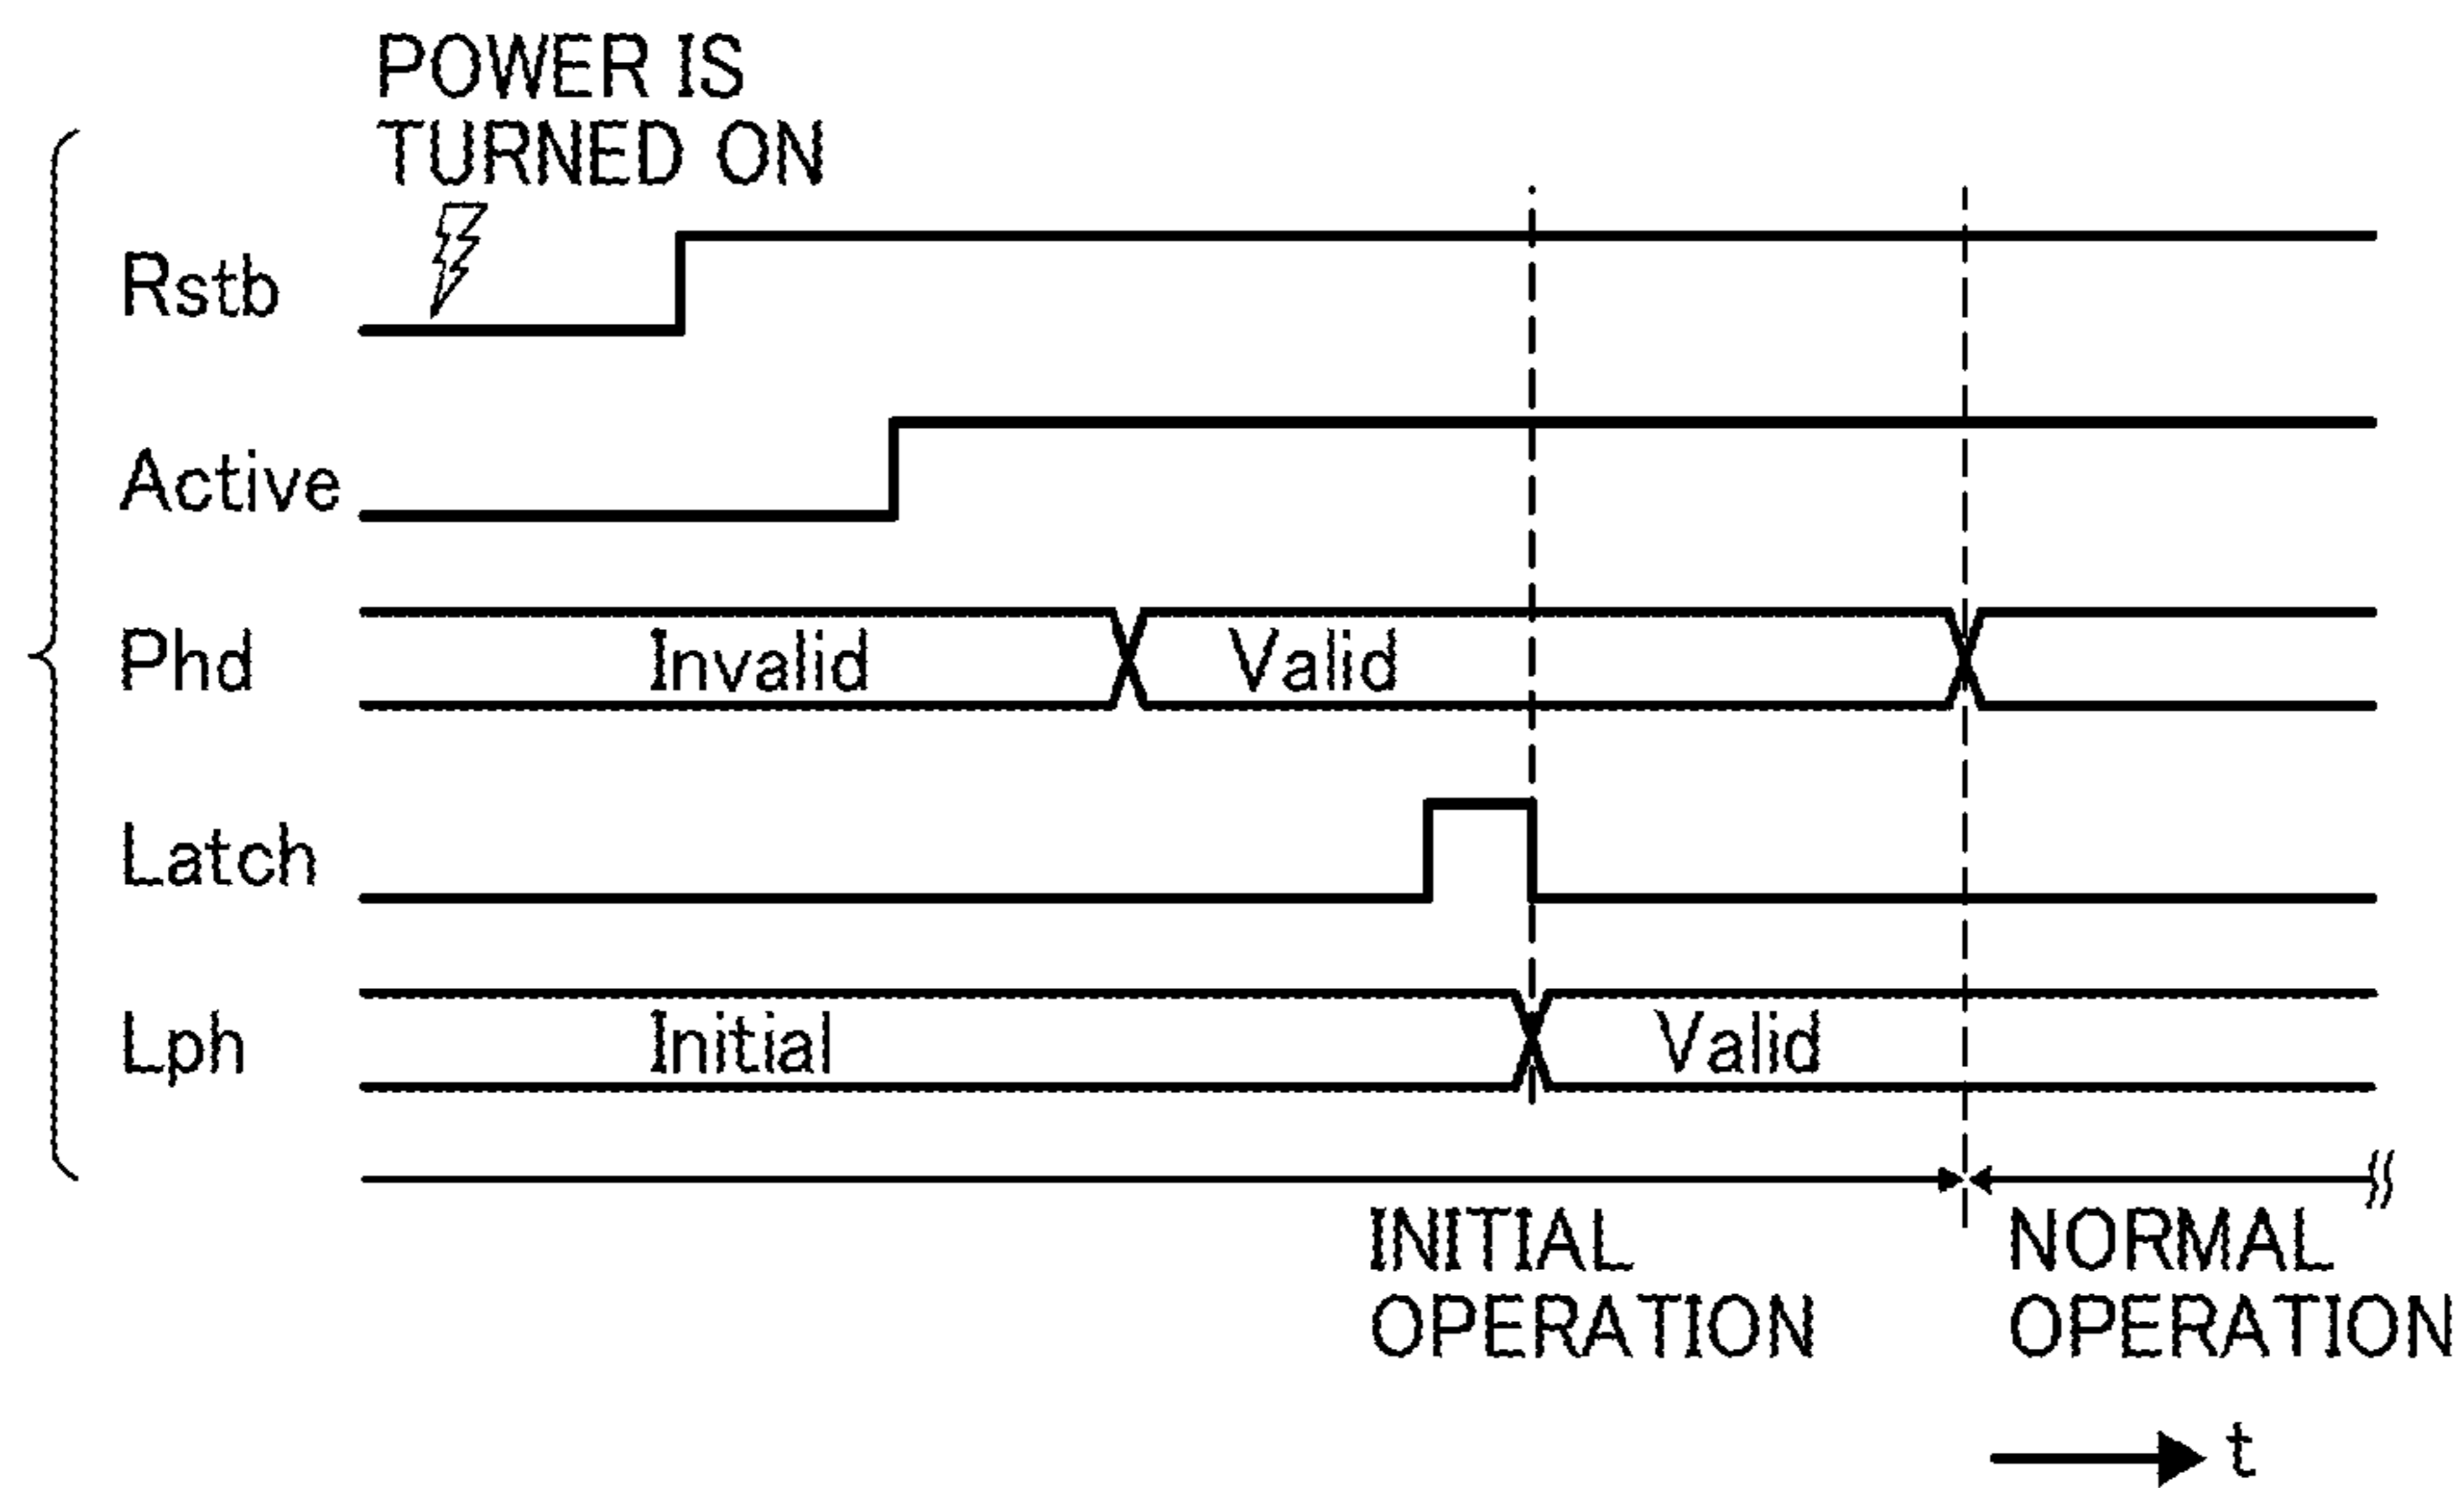 POWER IS
TURNED ON
Rstb
Active
Phd Invalid Valid
Latch
Lph Initial Valid
INITIAL NORMAL
OPERATION OPERATION
t